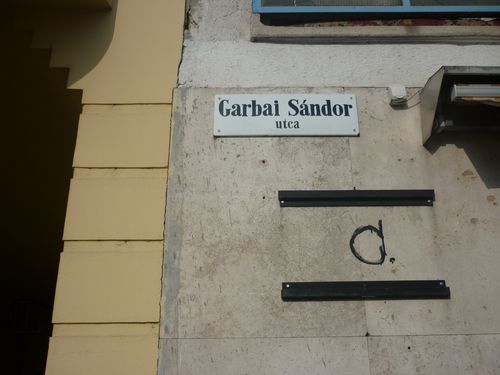 Garbai Sándor
utca
d.